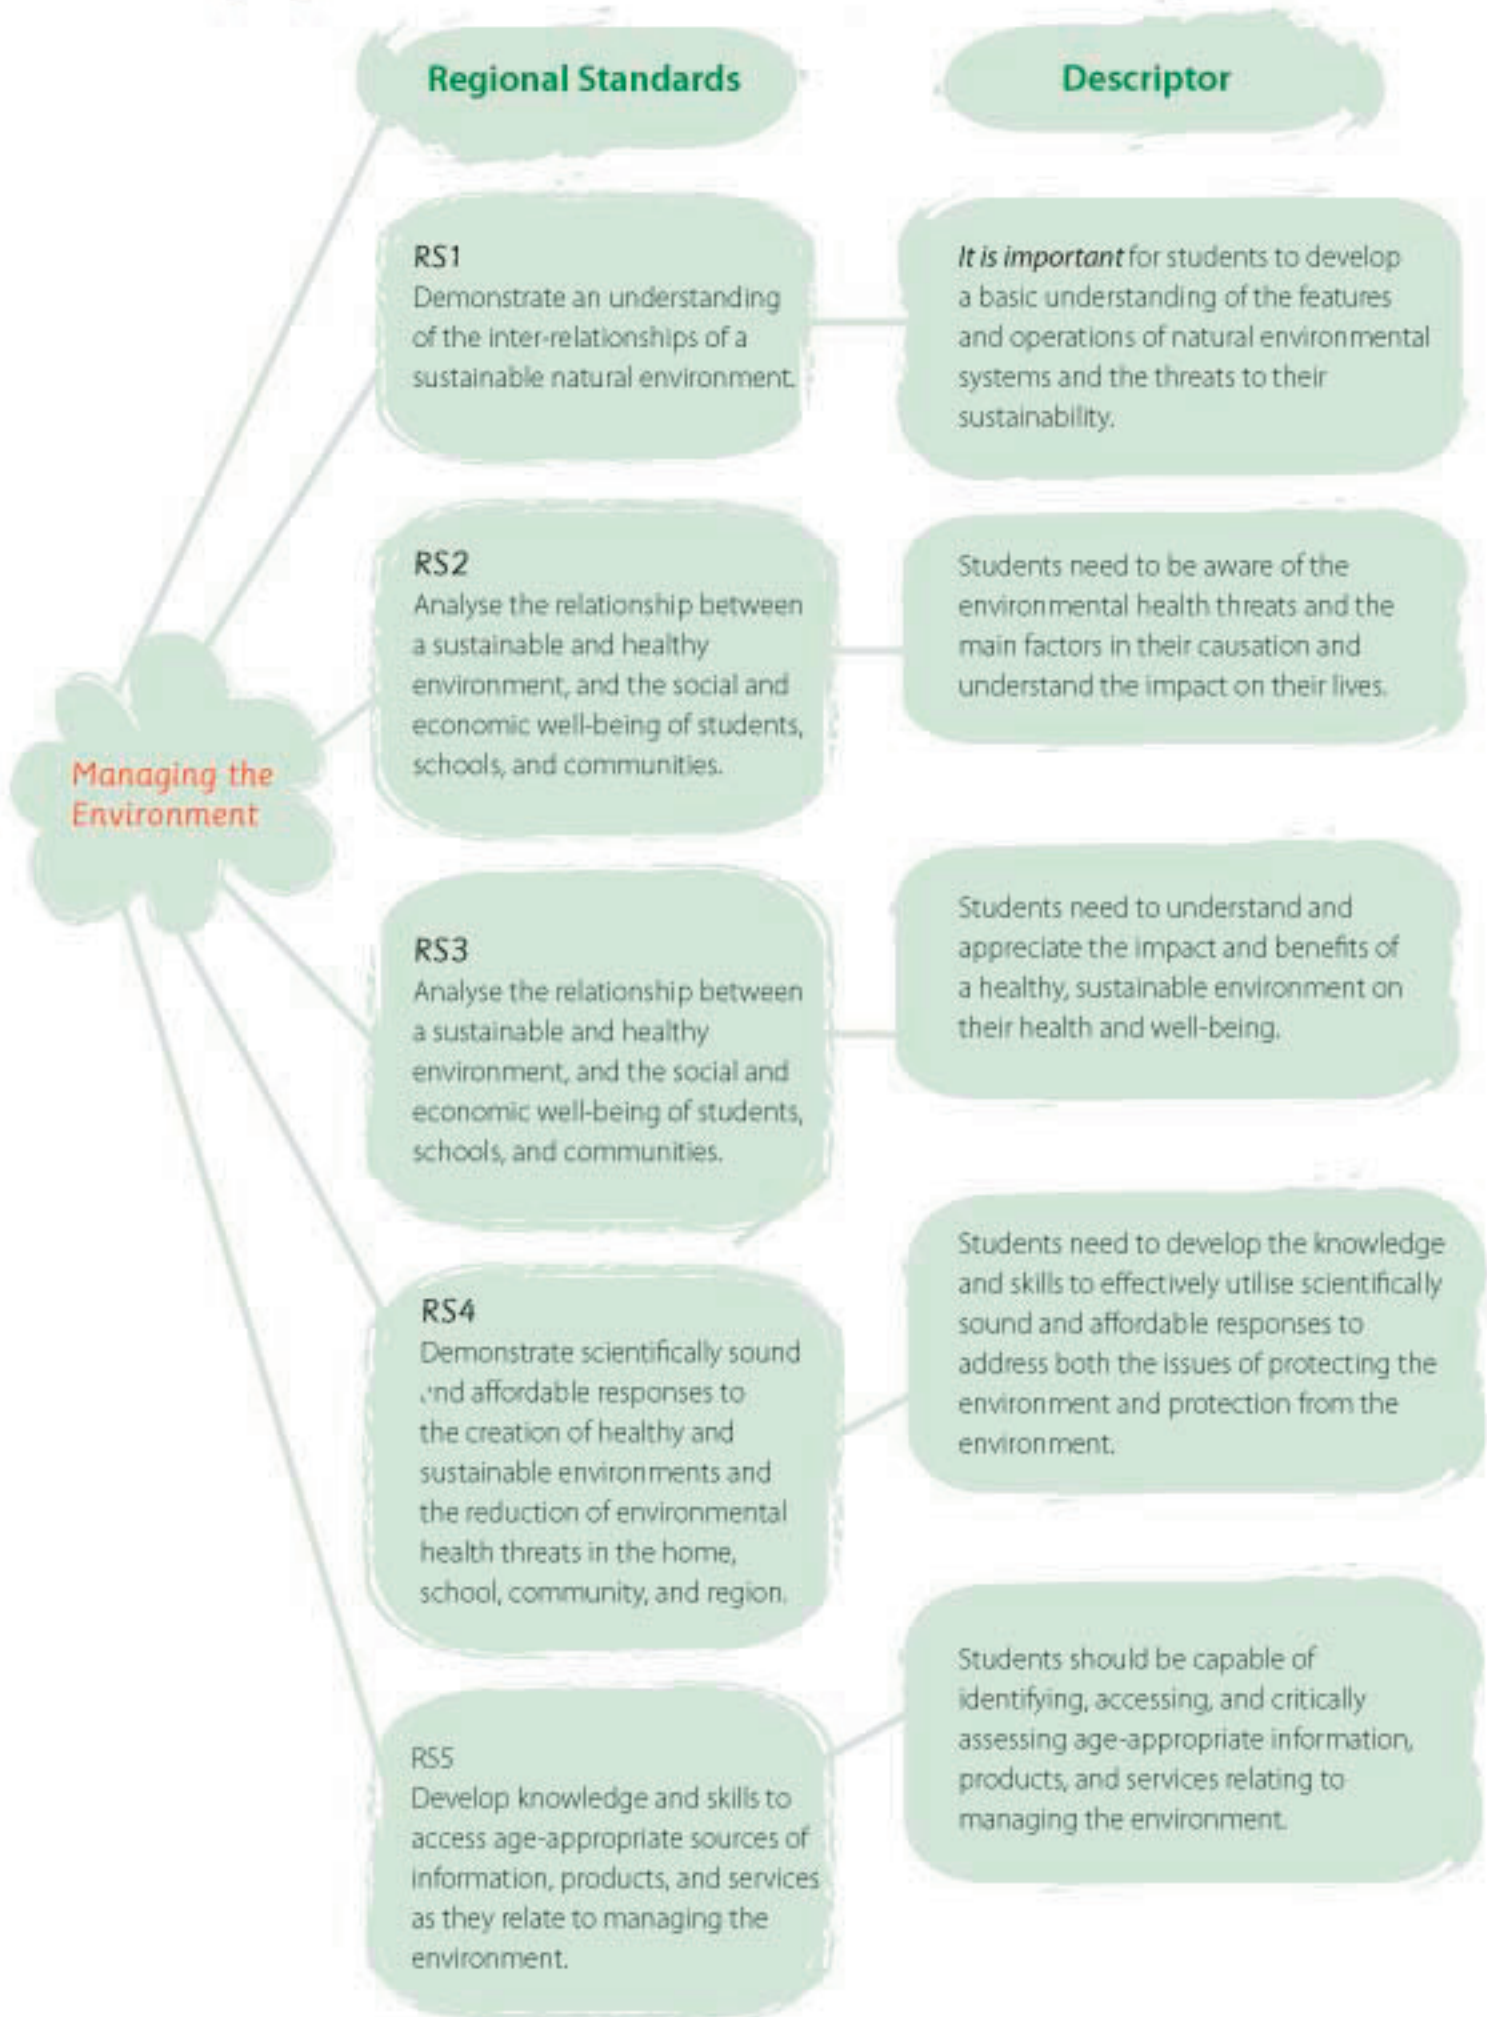 Regional Standards
Descriptor
RS1
Demonstrate an understanding
of the inter-relationships of a
sustainable natural environment.
It is important for students to develop
a basic understanding of the features
and operations of natural environmental
systems and the threats to their
sustainability.
RS2
Analyse the relationship between
a sustainable and healthy
environment, and the social and
economic well-being of students,
schools, and communities.
Students need to be aware of the
environmental health threats and the
main factors in their causation and
understand the impact on their lives.
Managing the
Environment
RS3
Analyse the relationship between
a sustainable and healthy
environment, and the social and
economic well-being of students,
schools, and communities.
Students need to understand and
appreciate the impact and benefits of
a healthy, sustainable environment on
their health and well-being.
RS4
Demonstrate scientifically sound
and affordable responses to
the creation of healthy and
sustainable environments and
the reduction of environmental
health threats in the home,
school, community, and region.
Students need to develop the knowledge
and skills to effectively utilise scientifically
sound and affordable responses to
address both the issues of protecting the
environment and protection from the
environment.
RS5
Develop knowledge and skills to
access age-appropriate sources of
information, products, and services
as they relate to managing the
environment.
Students should be capable of
identifying, accessing, and critically
assessing age-appropriate information,
products, and services relating to
managing the environment.